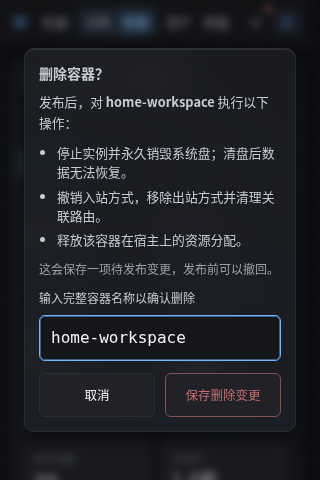 删除容器？
发布后，对 home-workspace 执行以下
操作：
停止实例并永久销毁系统盘；清盘后数
据无法恢复。
撤销入站方式，移除出站方式并清理关
联路由。
释放该容器在宿主上的资源分配。
这会保存一项待发布变更，发布前可以撤回。
输入完整容器名称以确认删除
home-workspace
取消
保存删除变更